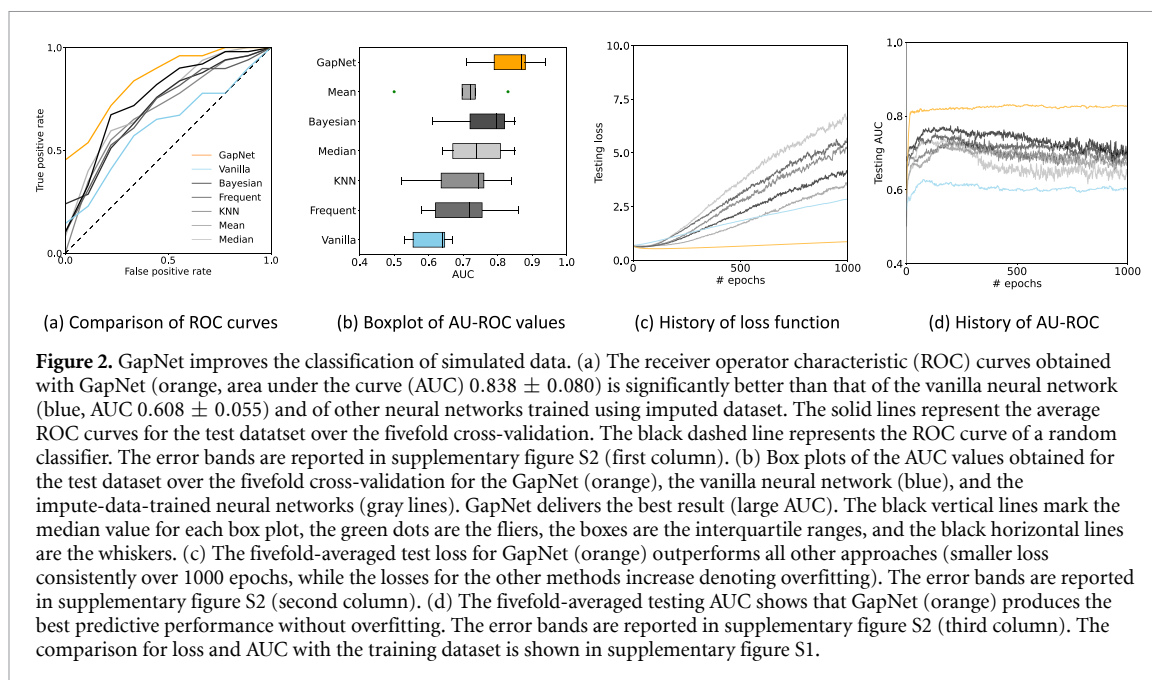 1.0
0.5
0.0
0.0
0.5
1.0
True positive rate
False positive rate
GapNet
Vanilla
Bayesian
Frequent
KNN
Mean
Median
GapNet
Mean
Bayesian
Median
KNN
Frequent
Vanilla
0.4
0.5
0.6
0.7
0.8
0.9
1.0
AUC
10.0
7.5
5.0
2.5
0.0
Testing loss
0
500
1000
# epochs
1.0
0.8
0.6
0.4
Testing AUC
0
500
1000
# epochs
(a) Comparison of ROC curves
(b) Boxplot of AU-ROC values
(c) History of loss function
(d) History of AU-ROC
Figure 2. GapNet improves the classification of simulated data. (a) The receiver operator characteristic (ROC) curves obtained
with GapNet (orange, area under the curve (AUC) 0.838 ± 0.080) is significantly better than that of the vanilla neural network
(blue, AUC 0.608 ± 0.055) and of other neural networks trained using imputed dataset. The solid lines represent the average
ROC curves for the test datatset over the fivefold cross-validation. The black dashed line represents the ROC curve of a random
classifier. The error bands are reported in supplementary figure S2 (first column). (b) Box plots of the AUC values obtained for
the test dataset over the fivefold cross-validation for the GapNet (orange), the vanilla neural network (blue), and the
impute-data-trained neural networks (gray lines). GapNet delivers the best result (large AUC). The black vertical lines mark the
median value for each box plot, the green dots are the fliers, the boxes are the interquartile ranges, and the black horizontal lines
are the whiskers. (c) The fivefold-averaged test loss for GapNet (orange) outperforms all other approaches (smaller loss
consistently over 1000 epochs, while the losses for the other methods increase denoting overfitting). The error bands are reported
in supplementary figure S2 (second column). (d) The fivefold-averaged testing AUC shows that GapNet (orange) produces the
best predictive performance without overfitting. The error bands are reported in supplementary figure S2 (third column). The
comparison for loss and AUC with the training dataset is shown in supplementary figure S1.